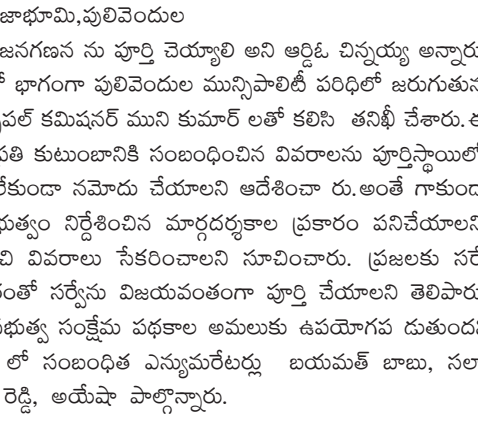 జాభూమి,పులివెందుల
జనగణన ను పూర్తి చెయ్యాలి అని ఆర్డిఓ చిన్నయ్య అన్నారు
భాగంగా పులివెందుల మున్సిపాలిటీ పరిధిలో జరుగుతున
పల్ కమిషనర్ ముని కుమార్ లతో కలిసి తనిఖీ చేశారు.ఈ
పతి కుటుంబానికి సంబంధించిన వివరాలను పూర్తిస్థాయిలో
రేకుండా నమోదు చేయాలని ఆదేశించా రు.అంతే గాకుండ
భుత్వం నిర్దేశించిన మార్గదర్శకాల ప్రకారం పనిచేయాలని
చి వివరాలు సేకరించాలని సూచించారు. ప్రజలకు సరే
రంతో సర్వేను విజయవంతంగా పూర్తి చేయాలని తెలిపారు
పభుత్వ సంక్షేమ పథకాల అమలుకు ఉపయోగప డుతుందన
లో సంబంధిత ఎన్యుమరేటర్లు బయమత్ బాబు, సలా
రెడ్డి, అయేషా పాల్గొన్నారు.